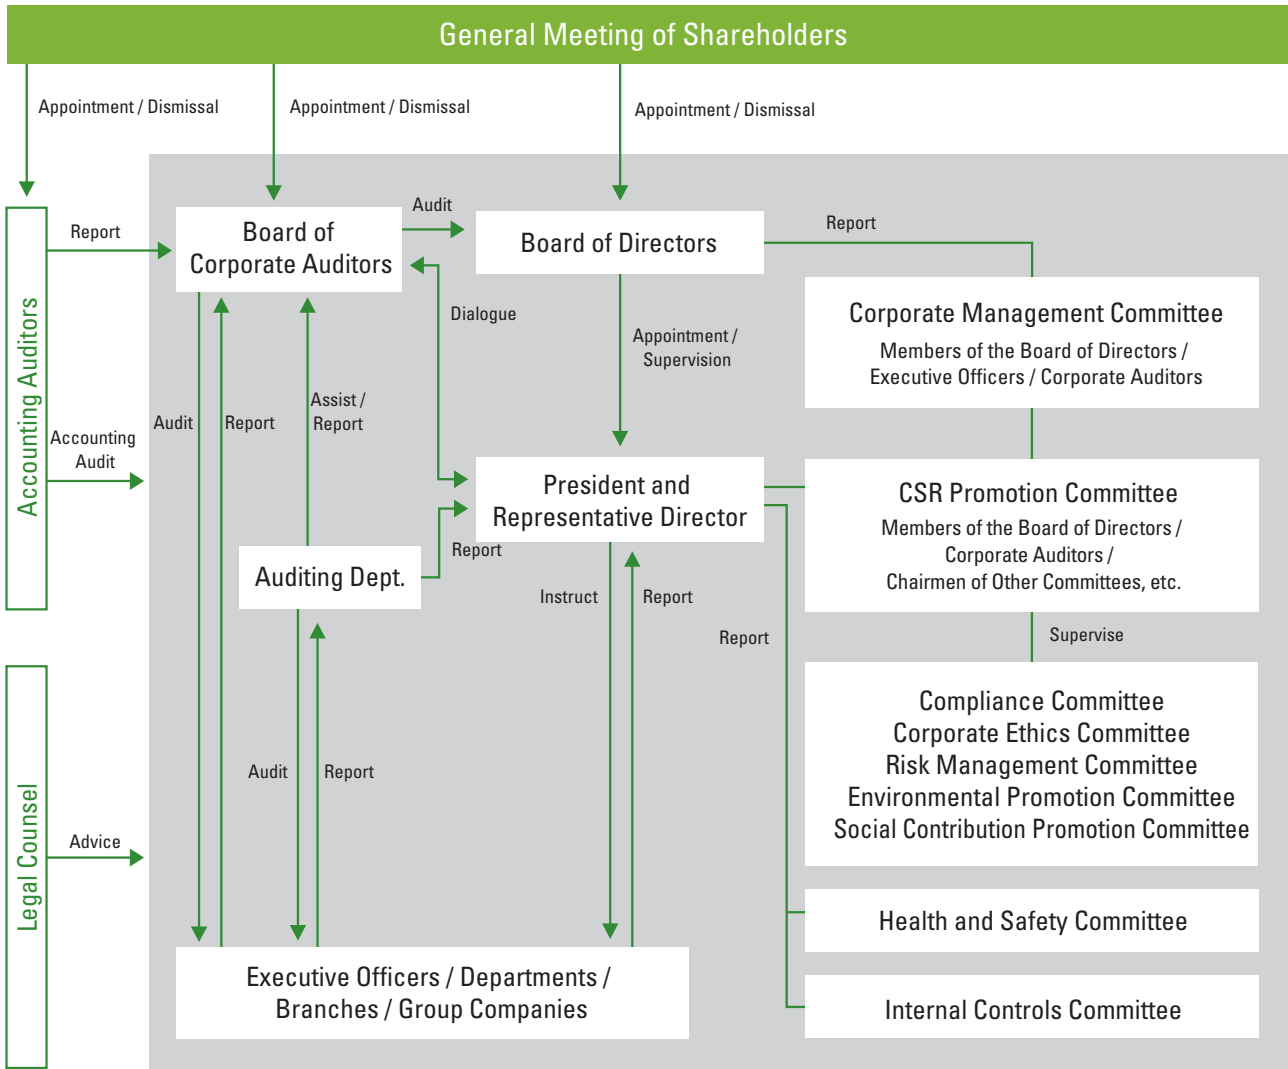 General Meeting of Shareholders
Appointment / Dismissal
Appointment / Dismissal
Appointment / Dismissal
Accounting Auditors
Report
Board of
Corporate Auditors
Audit
Board of Directors
Report
Dialogue
Appointment /
Supervision
Corporate Management Committee
Members of the Board of Directors /
Executive Officers / Corporate Auditors
Accounting
Audit
Audit
Report
Assist /
Report
President and
Representative Director
CSR Promotion Committee
Members of the Board of Directors /
Corporate Auditors /
Chairmen of Other Committees, etc.
Auditing Dept.
Report
Instruct
Report
Report
Supervise
Legal Counsel
Advice
Audit
Report
Compliance Committee
Corporate Ethics Committee
Risk Management Committee
Environmental Promotion Committee
Social Contribution Promotion Committee
Health and Safety Committee
Executive Officers / Departments /
Branches / Group Companies
Internal Controls Committee